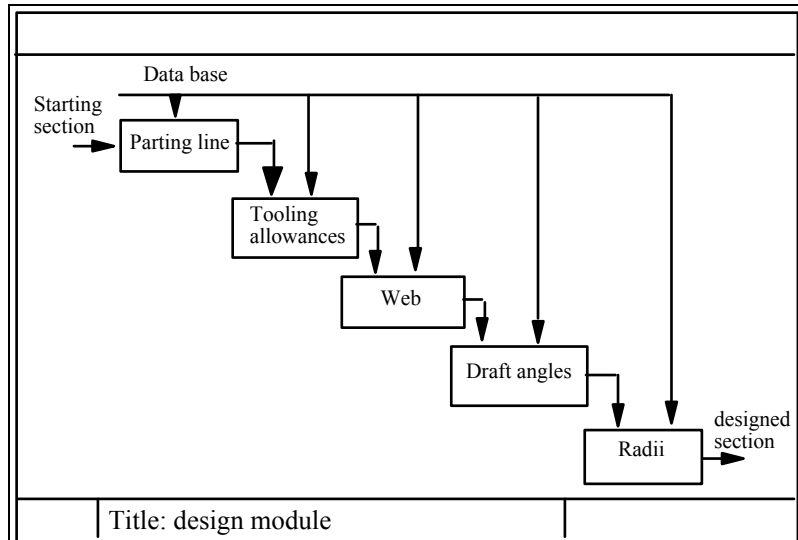 Data base
Starting
section
Parting line
Tooling
allowances
Web
Draft angles
Radii
designed
section
Title: design module